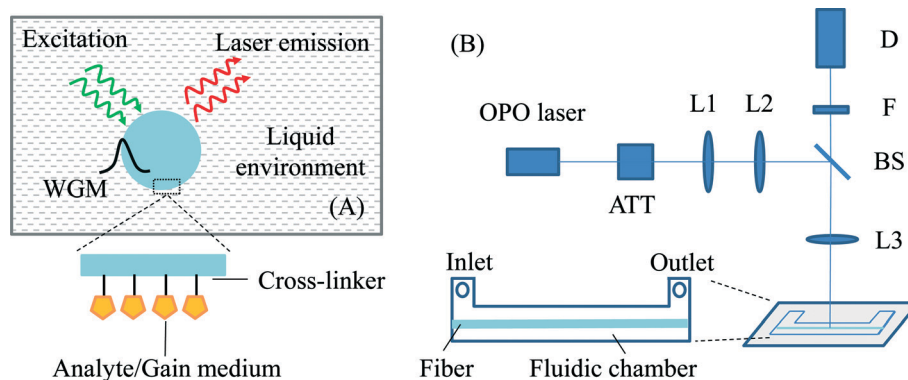 Excitation
Laser emission
Liquid
environment
WGM
(A)
Cross-linker
Analyte/Gain medium
(B)
D
F
OPO laser
L1
L2
BS
ATT
L3
Inlet
Outlet
Fiber
Fluidic chamber